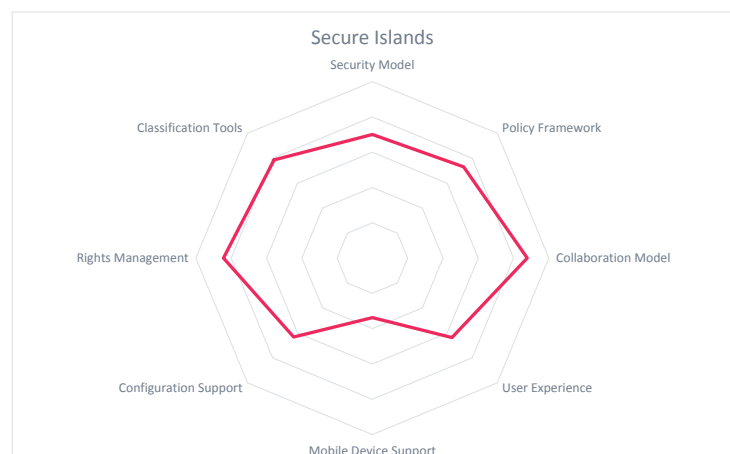 Secure Islands
Security Model
Classification Tools
Policy Framework
Rights Management
Collaboration Model
Configuration Support
User Experience
Mobile Device Support